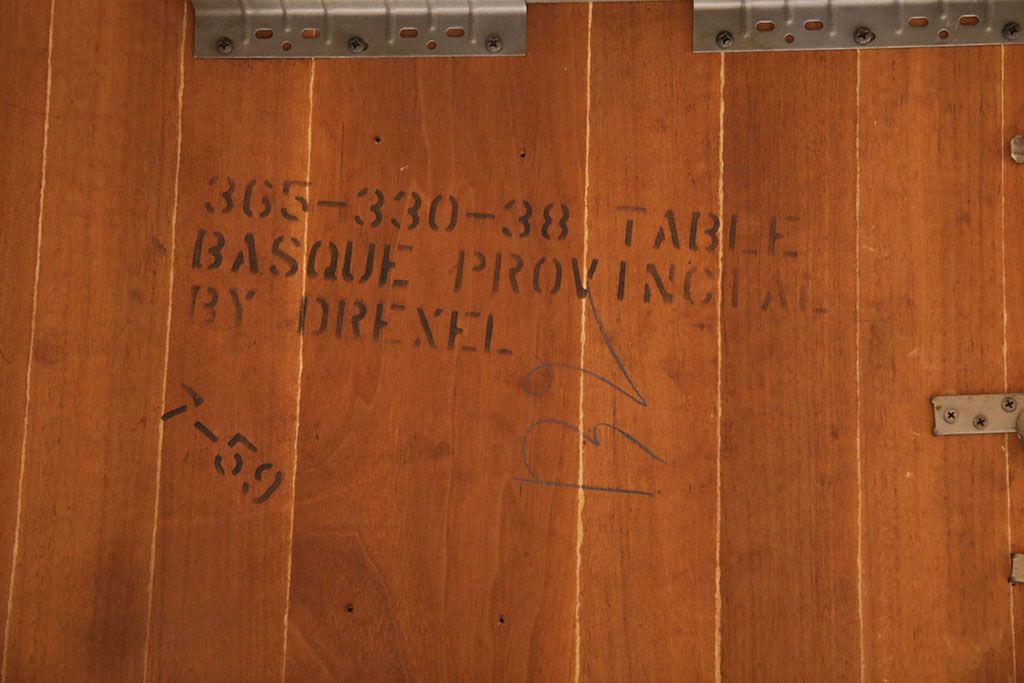 365-330-38 TABLE
BASQUE PROVINCIAL
BY DREXEL
7-59